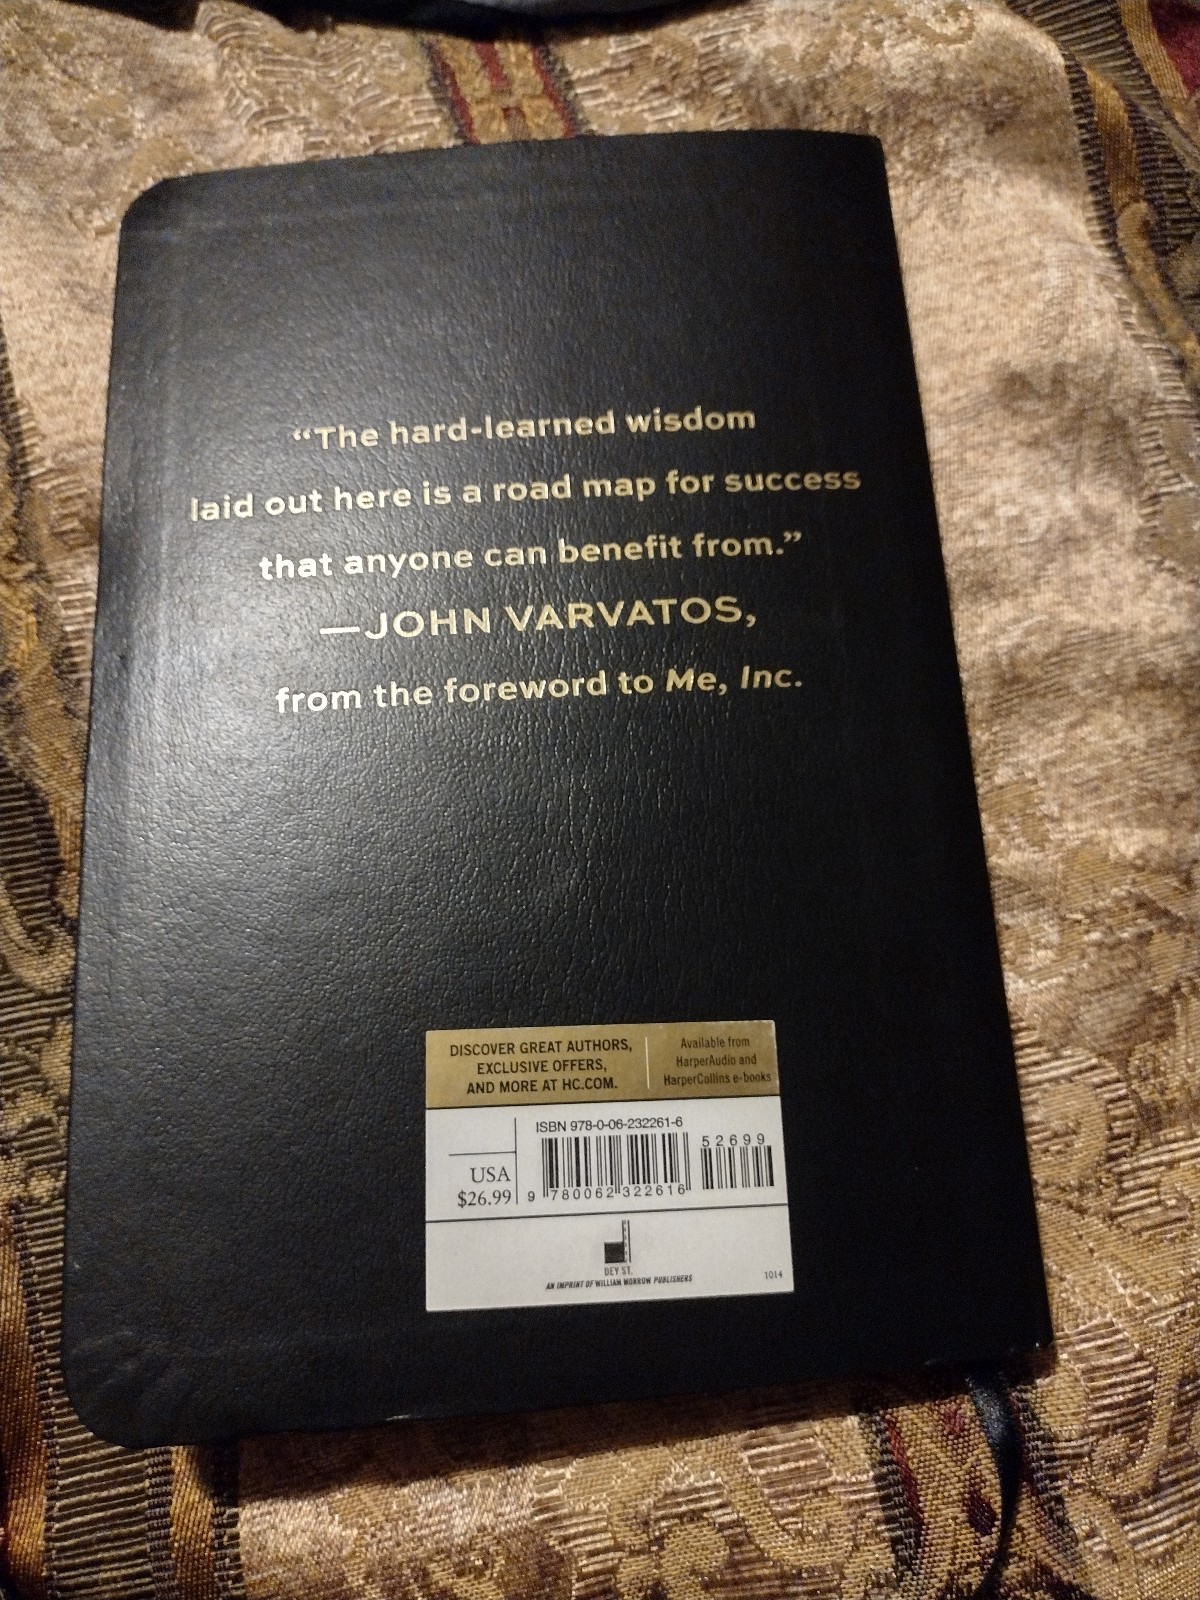 “The hard-learned wisdom
laid out here is a road map for success
that anyone can benefit from.”
—JOHN VARVATOS,
from the foreword to Me, Inc.
DISCOVER GREAT AUTHORS,
EXCLUSIVE OFFERS,
AND MORE AT HC.COM.
Available from
HarperAudio and
HarperCollins e-books
ISBN 978-0-06-232261-6
52699
USA
$26.99
9 780062 322616
DEY ST.
AN IMPRINT OF WILLIAM MORROW PUBLISHERS
1014